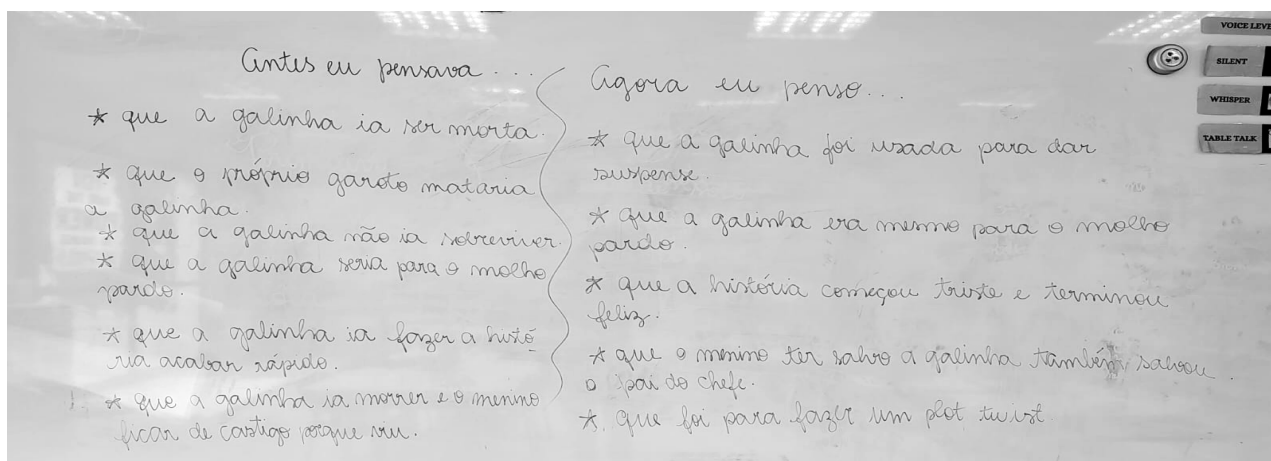 Antes eu pensava...
* que a galinha ia ser morta.
* que o próprio garoto mataria
a galinha.
* que a galinha não ia sobreviver.
* que a galinha seria para o molho
pardo.
* que a galinha ia fazer a histó
ria acabar rápido.
* que a galinha ia morrer e o menino
ficar de castigo porque viu.
Agora eu penso...
* que a galinha foi usada para dar
suspense.
* que a galinha era mesmo para o molho
pardo.
* que a história começou triste e terminou
feliz.
* que o menino ter salvo a galinha também salvou
o pai do chefe.
* que foi para fazer um plot twist
VOICE LEVE
SILENT
WHISPER
TABLE TALK